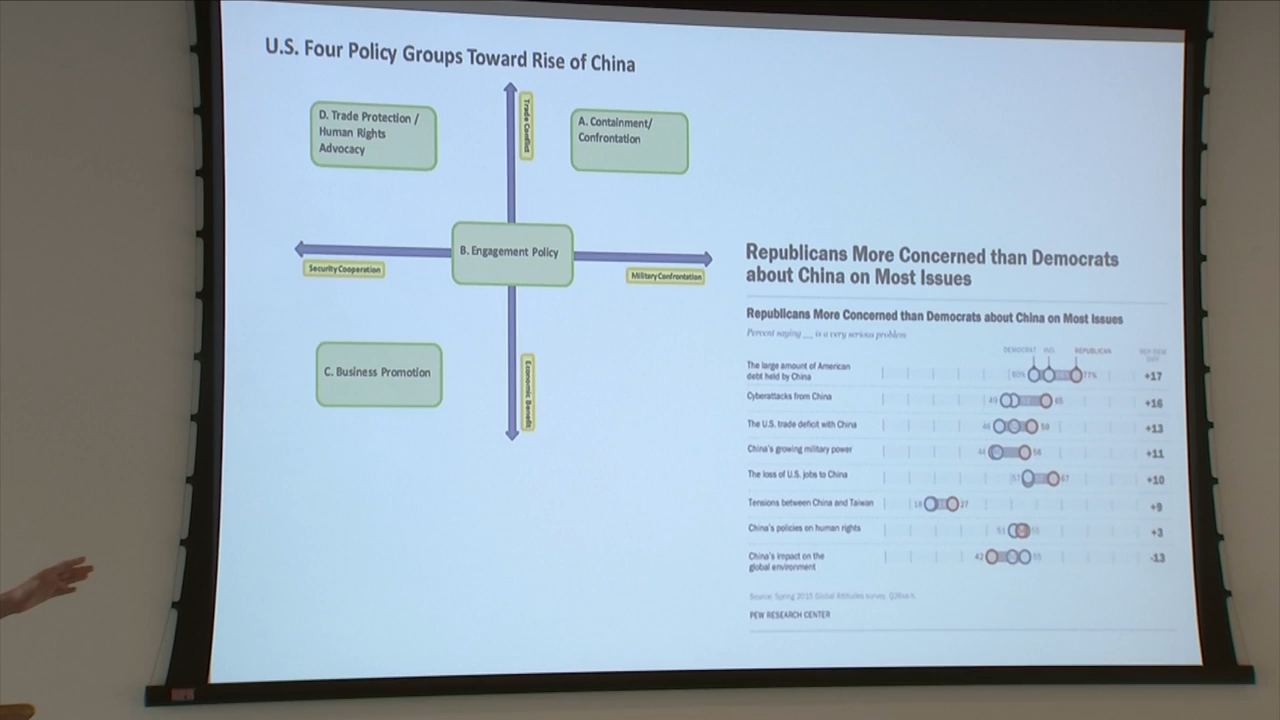 U.S. Four Policy Groups Toward Rise of China
D. Trade Protection /
Human Rights
Advocacy
Trade Conflict
A. Containment/
Confrontation
B. Engagement Policy
Security Cooperation
Military Confrontation
C. Business Promotion
Economic Benefit
Republicans More Concerned than Democrats
about China on Most Issues
Republicans More Concerned than Democrats about China on Most Issues
Percent saying __ is a very serious problem
DEMOCRAT IND. REPUBLICAN
The large amount of American
debt held by China
60% 77% +17
Cyberattacks from China 49 65 +16
The U.S. trade deficit with China 46 59 +13
China's growing military power 44 56 +11
The loss of U.S. jobs to China 57 67 +10
Tensions between China and Taiwan 18 27 +9
China's policies on human rights 51 +3
China's impact on the
global environment
42 55 -13
Source: Spring 2015 Global Attitudes survey.
PEW RESEARCH CENTER